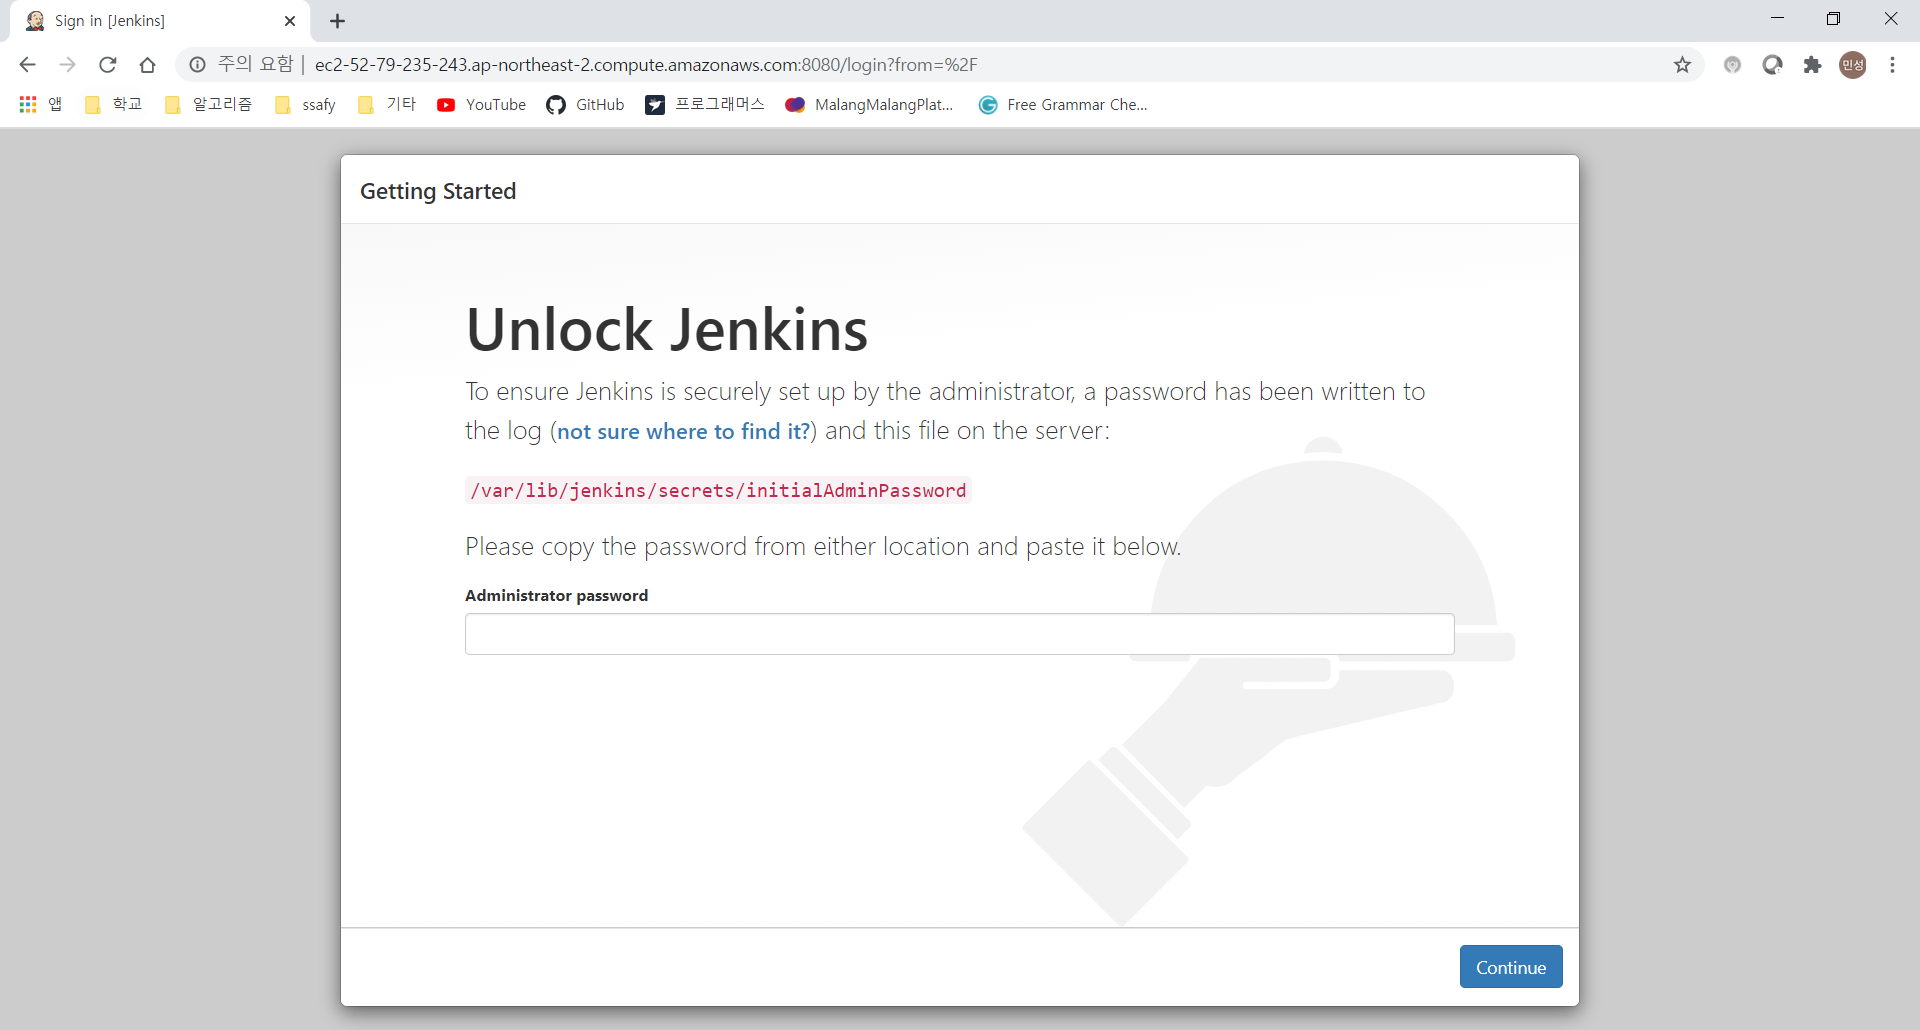 Sign in [Jenkins]
주의 요함 | ec2-52-79-235-243.ap-northeast-2.compute.amazonaws.com:8080/login?from=%2F
민성
앱 학교 알고리즘 ssafy 기타 YouTube GitHub 프로그래머스 MalangMalangPlat... Free Grammar Che...
Getting Started
Unlock Jenkins
To ensure Jenkins is securely set up by the administrator, a password has been written to
the log (not sure where to find it?) and this file on the server:
/var/lib/jenkins/secrets/initialAdminPassword
Please copy the password from either location and paste it below.
Administrator password
Continue